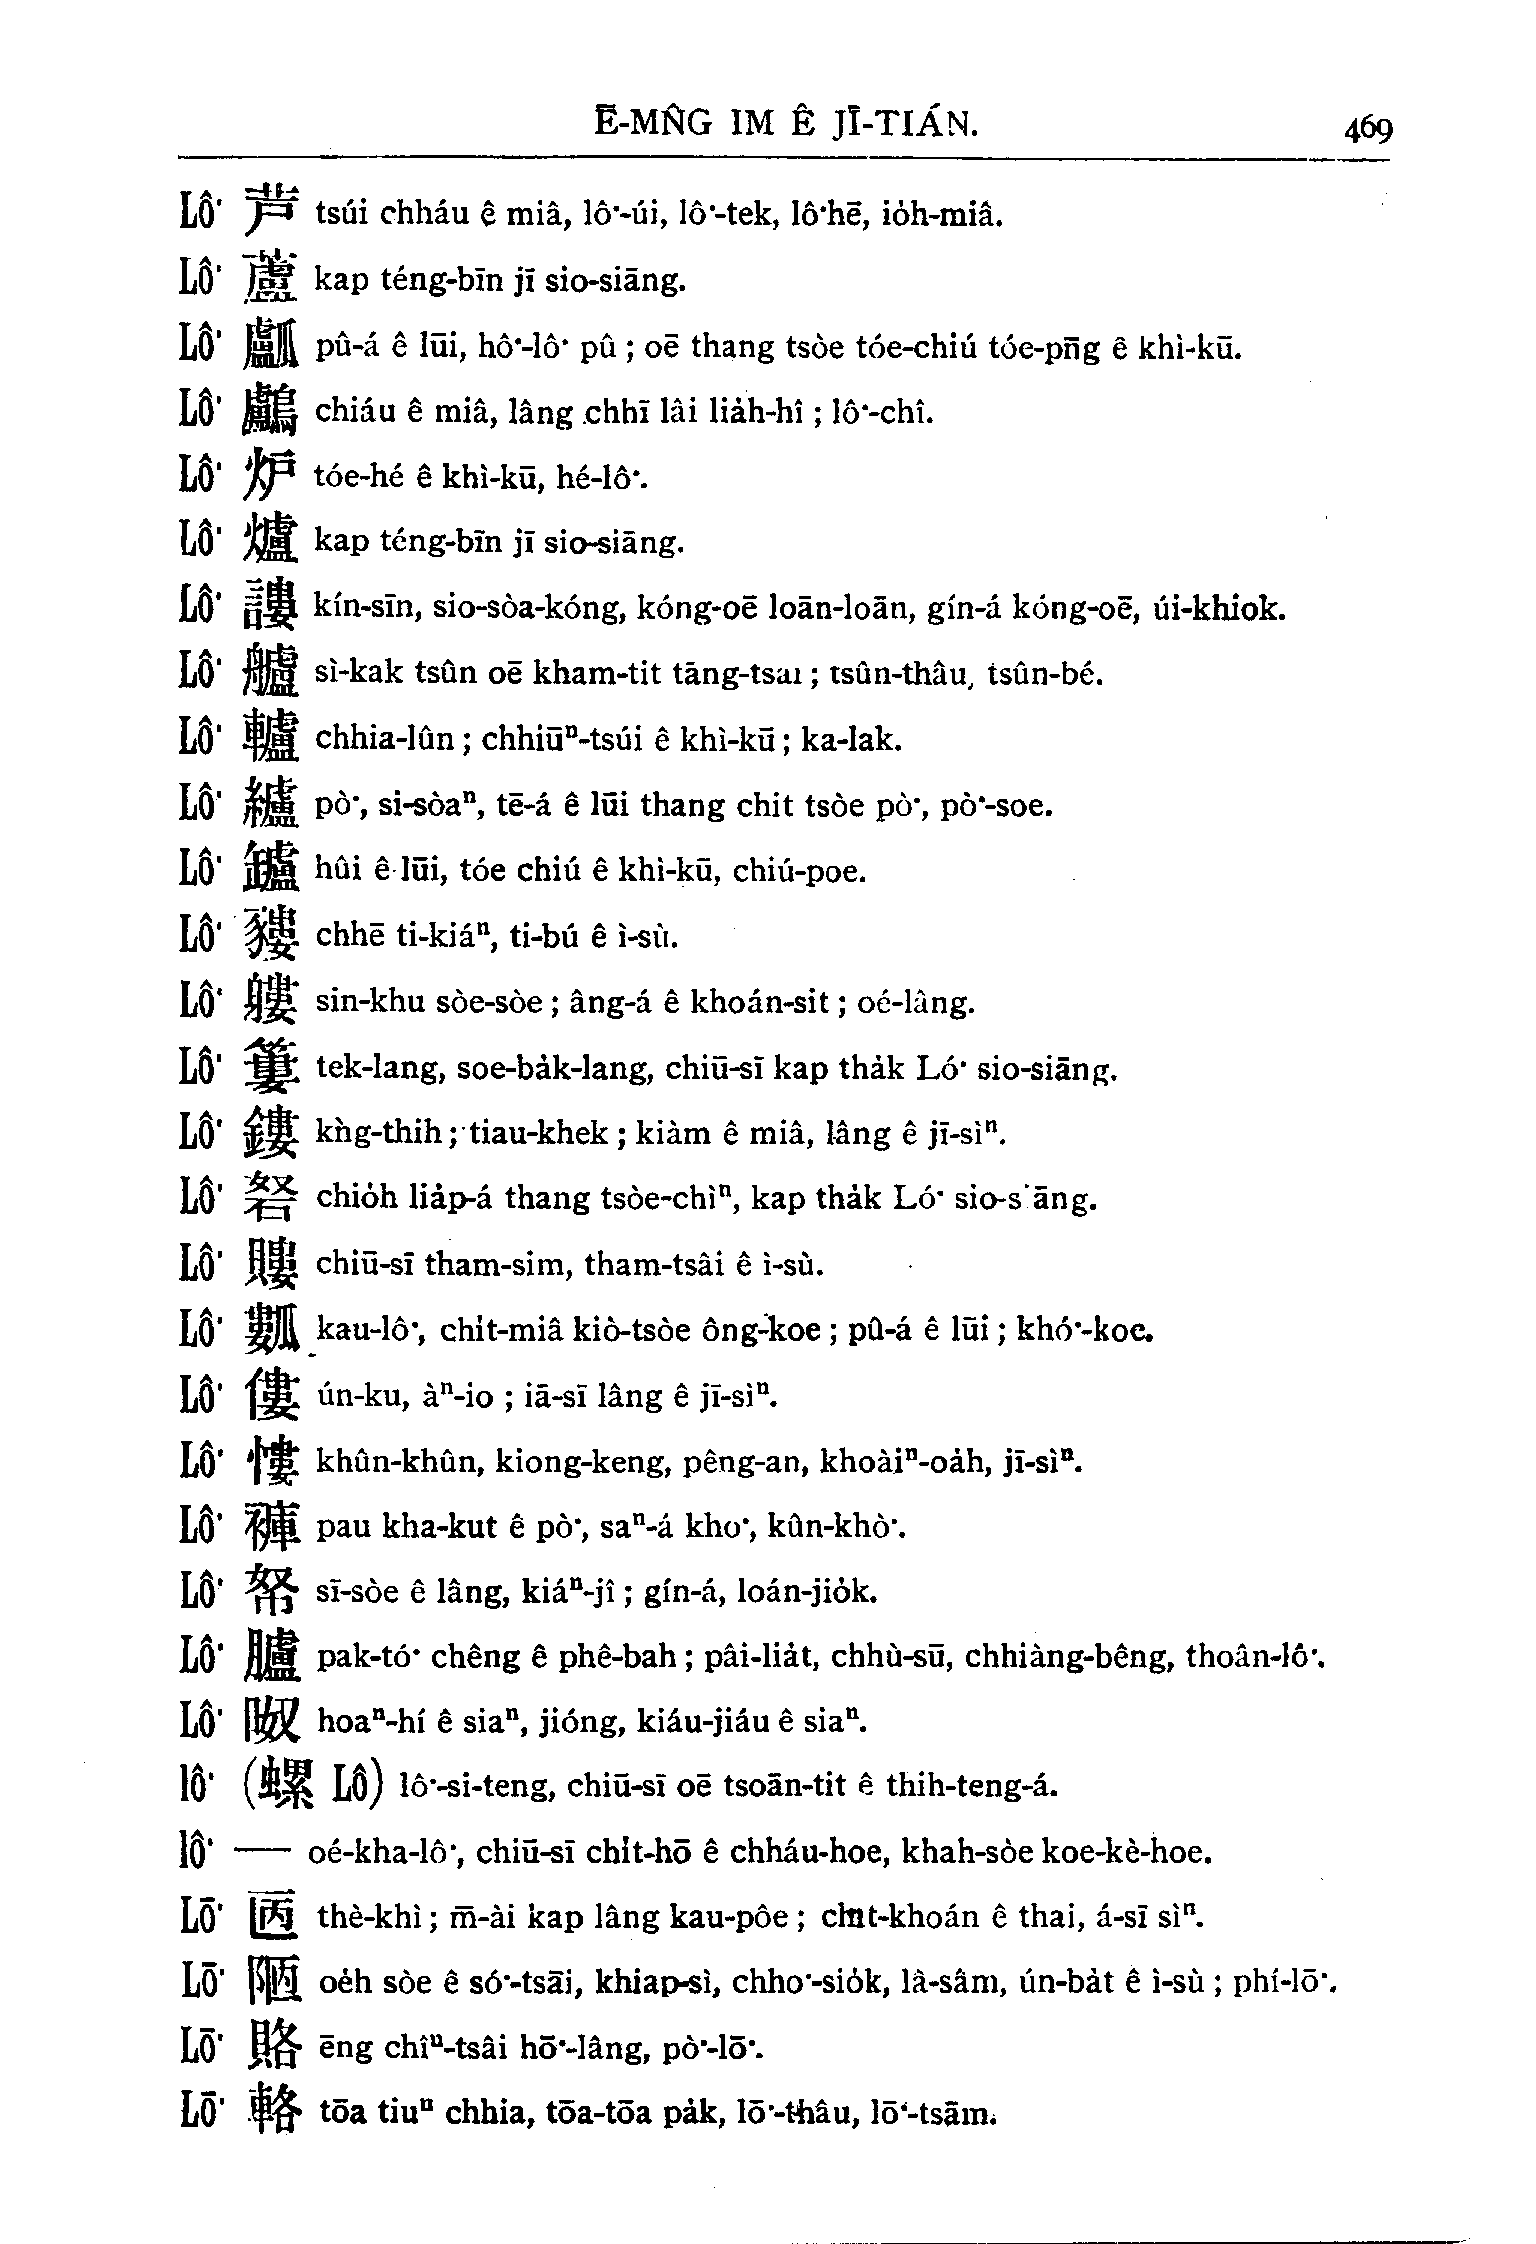 Ē-MN̂G IM Ê JĪ-TIÁN. 469
Lô͘ 芦 tsúi chháu ê miâ, lô͘-úi, lô͘-tek, lô͘hē, io̍h-miâ.
Lô͘ 蘆 kap téng-bīn jī sio-siāng.
Lô͘ 㔧 pû-á ê lūi, hô͘-lô͘ pû ; oē thang tsòe tóe-chiú tóe-pn̄g ê khì-kū.
Lô͘ 鸕 chiáu ê miâ, lâng chhī lâi lia̍h-hî ; lô͘-chî.
Lô͘ 炉 tóe-hé ê khì-kū, hé-lô͘.
Lô͘ 爐 kap téng-bīn jī sio-siāng.
Lô͘ 謱 kín-sīn, sio-sòa-kóng, kóng-oē loān-loān, gín-á kóng-oē, úi-khiok.
Lô͘ 艫 sì-kak tsûn oē kham-tit tāng-tsai ; tsûn-thâu, tsûn-bé.
Lô͘ 轤 chhia-lûn ; chhiūⁿ-tsúi ê khì-kū ; ka-lak.
Lô͘ 纑 pò͘, si-sòaⁿ, tē-á ê lūi thang chit tsòe pò͘, pò͘-soe.
Lô͘ 罏 hûi ê lūi, tóe chiú ê khì-kū, chiú-poe.
Lô͘ 貗 chhē ti-kiáⁿ, ti-bú ê ì-sù.
Lô͘ 軁 sin-khu sòe-sòe ; âng-á ê khoán-sit ; oé-lâng.
Lô͘ 簍 tek-lang, soe-ba̍k-lang, chiū-sī kap tha̍k Ló͘ sio-siāng.
Lô͘ 鏤 kǹg-thih ; tiau-khek ; kiàm ê miâ, lâng ê jī-sìⁿ.
Lô͘ 砮 chio̍h lia̍p-á thang tsòe-chìⁿ, kap tha̍k Ló͘ sio-s āng.
Lô͘ 䝏 chiū-sī tham-sim, tham-tsâi ê ì-sù.
Lô͘ kau-lô͘, chi̍t-miâ kiò-tsòe ông-koe ; pû-á ê lūi ; khó͘-koe.
Lô͘ 僂 ún-ku, àⁿ-io ; iā-sī lâng ê jī-sìⁿ.
Lô͘ 慺 khûn-khûn, kiong-keng, pêng-an, khoàiⁿ-oa̍h, jī-sìⁿ.
Lô͘ 褲 pau kha-kut ê pò͘, saⁿ-á kho͘, kûn-khò͘.
Lô͘ 帑 sī-sòe ê lâng, kiáⁿ-jî ; gín-á, loán-jio̍k.
Lô͘ 臚 pak-tó͘ chêng ê phê-bah ; pâi-lia̍t, chhù-sū, chhiàng-bêng, thoân-lô͘.
Lô͘ hoaⁿ-hí ê siaⁿ, jióng, kiáu-jiáu ê siaⁿ.
lô͘ (螺 Lô) lô͘-si-teng, chiū-sī oē tsoān-tit ê thih-teng-á.
lô͘ — oé-kha-lô͘, chiū-sī chi̍t-hō ê chháu-hoe, khah-sòe koe-kè-hoe.
Lō͘ 㔷 thè-khì ; m̄-ài kap lâng kau-pôe ; chi̍t-khoán ê thai, á-sī sìⁿ.
Lō͘ 陋 oe̍h sòe ê só͘-tsāi, khiap-sì, chho͘-sio̍k, lâ-sâm, ún-ba̍t ê ì-sù ; phí-lō͘.
Lō͘ 賂 ēng chîⁿ-tsâi hō͘-lâng, pò͘-lō͘.
Lō͘ 輅 tōa tiuⁿ chhia, tōa-tōa pa̍k, lō͘-thâu, lō͘-tsām.